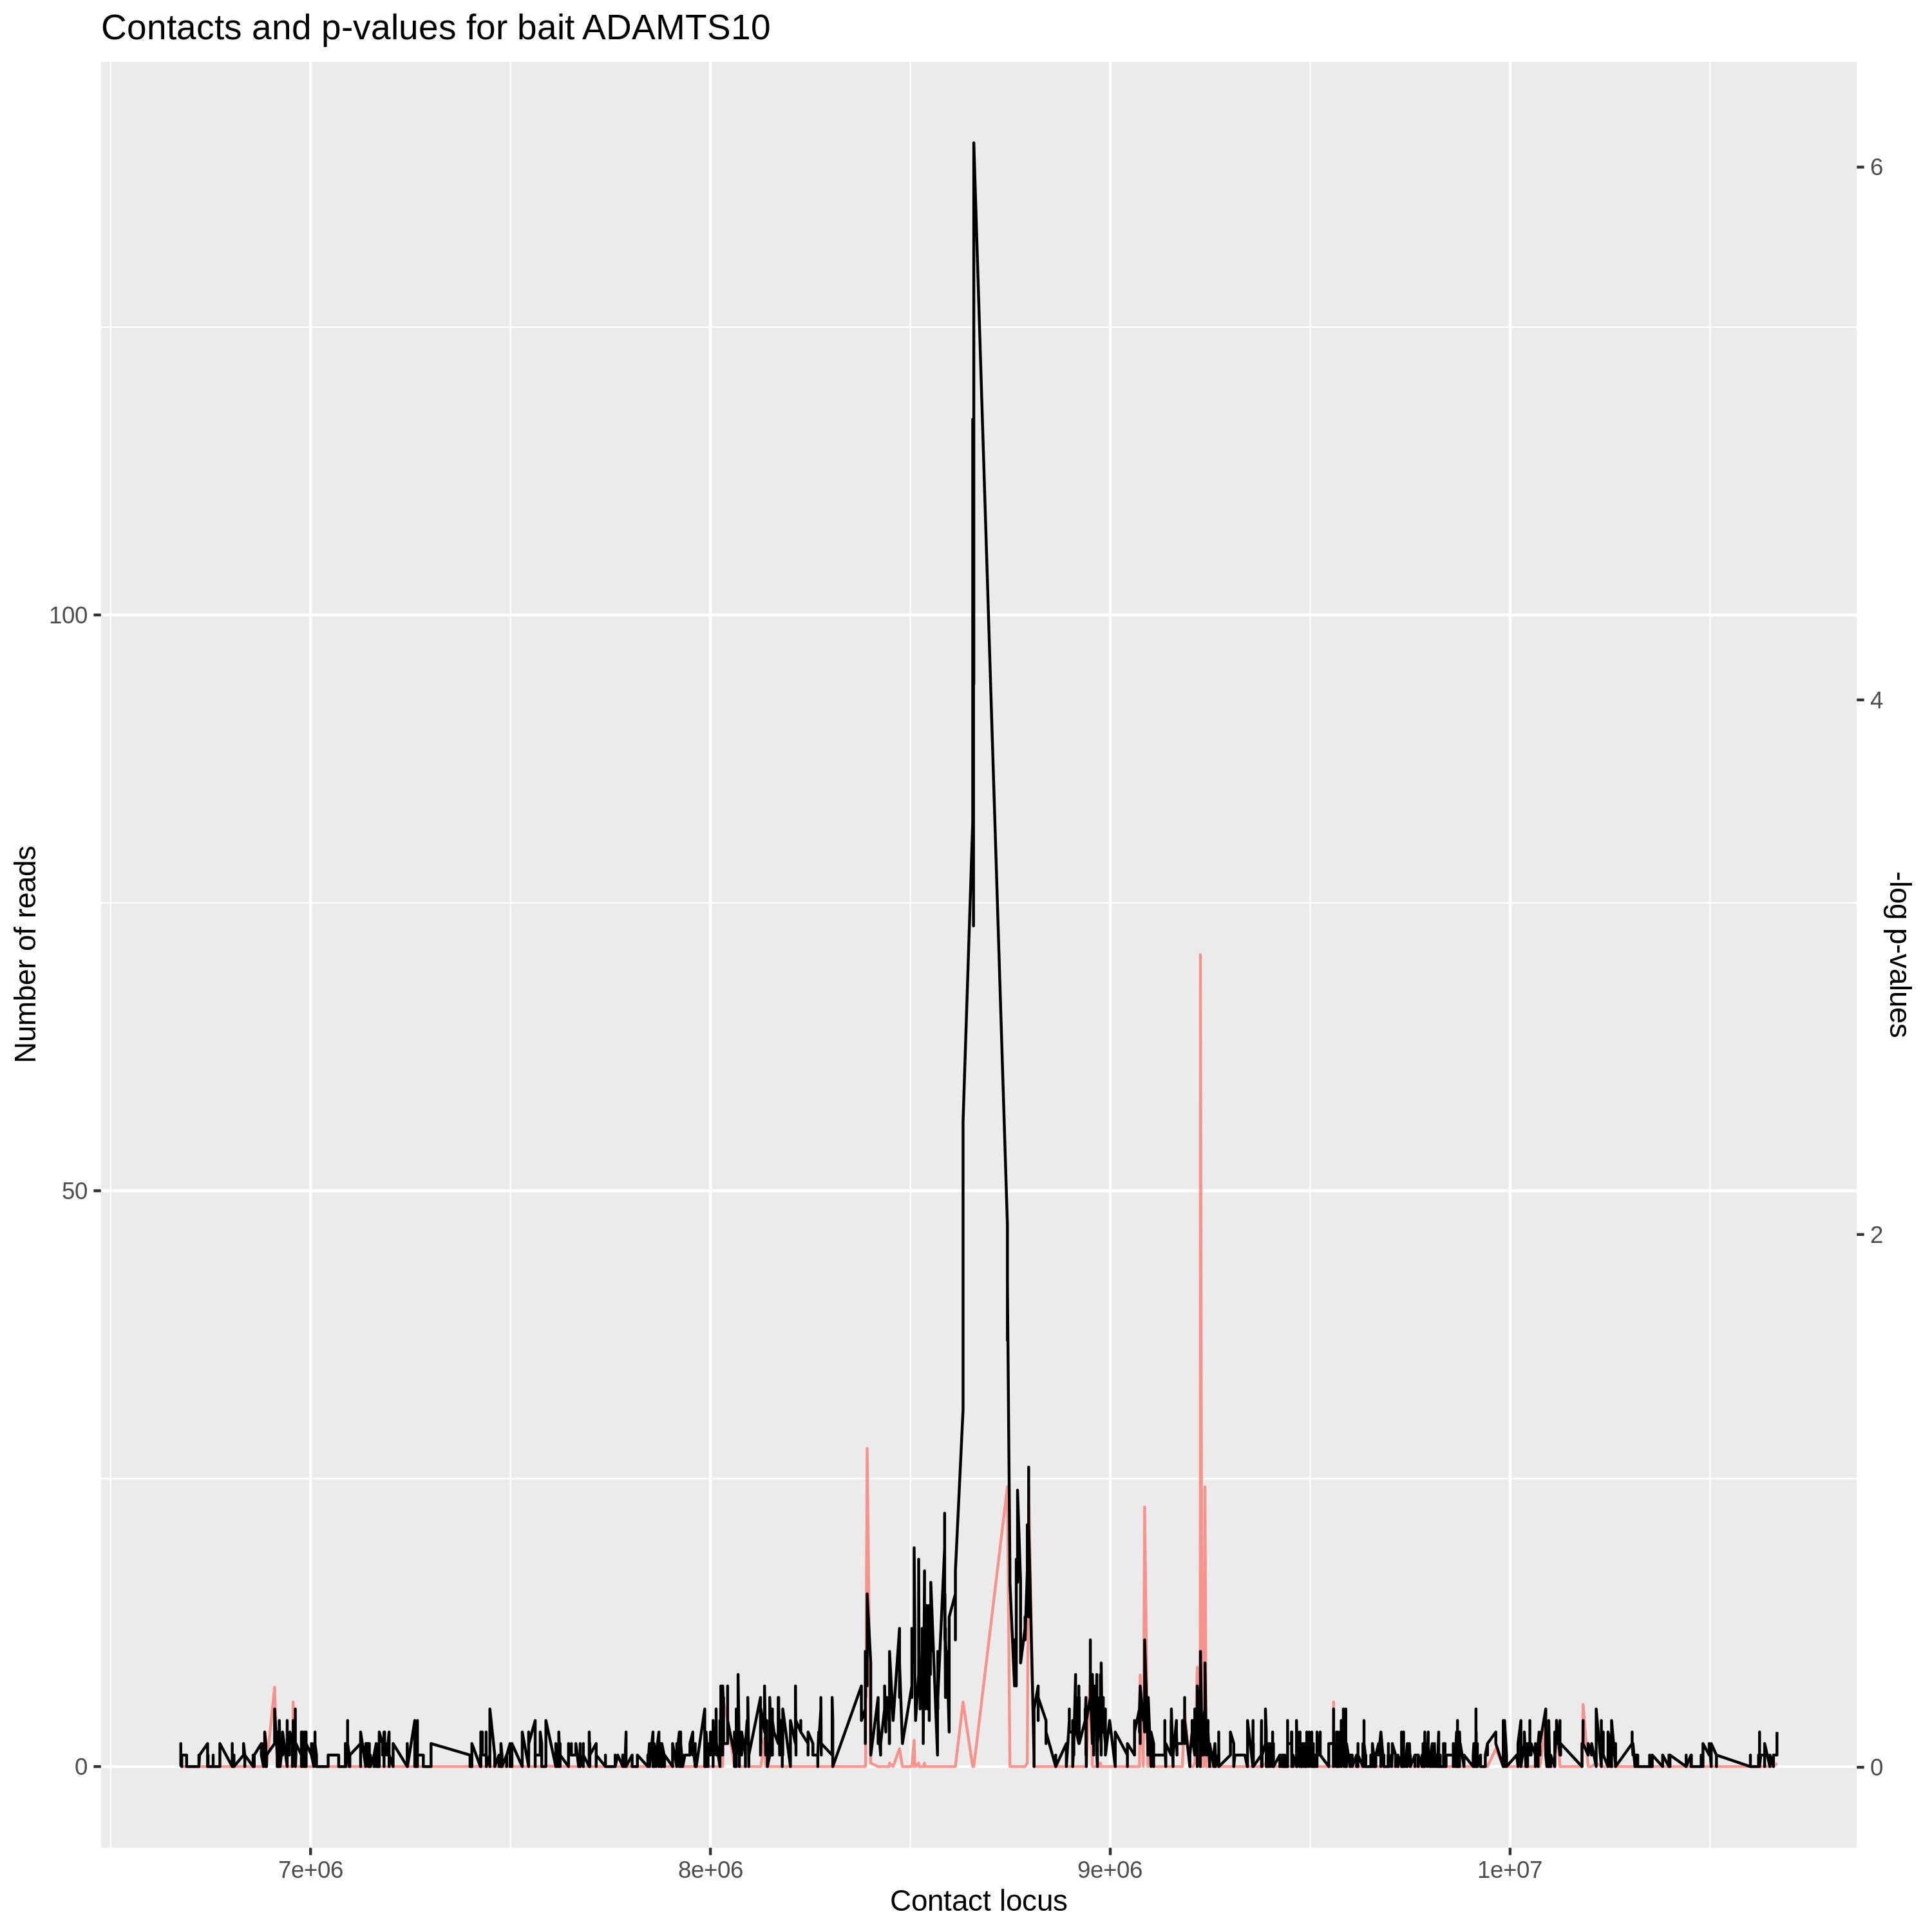 Contacts and p-values for bait ADAMTS10
6
4
2
0
100
50
0
Number of reads
-log p-values
7e+06
8e+06
9e+06
1e+07
Contact locus